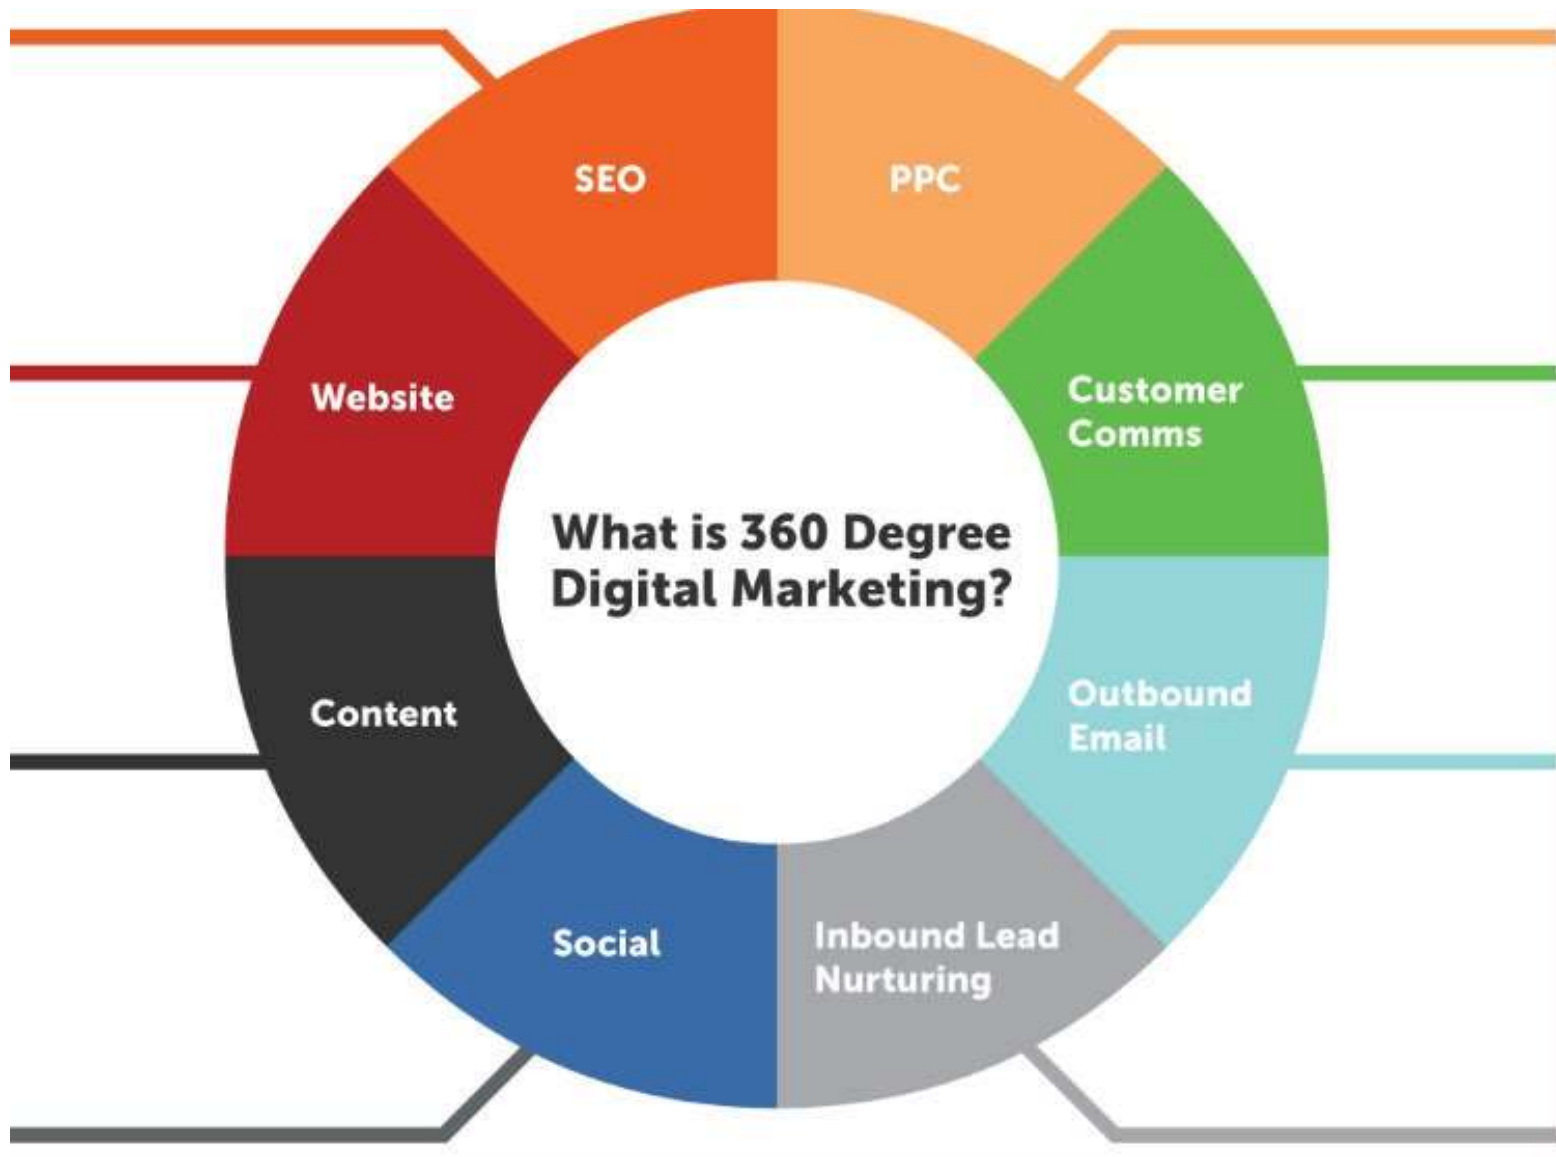 SEO
PPC
Website
Customer
Comms
What is 360 Degree
Digital Marketing?
Content
Outbound
Email
Social
Inbound Lead
Nurturing